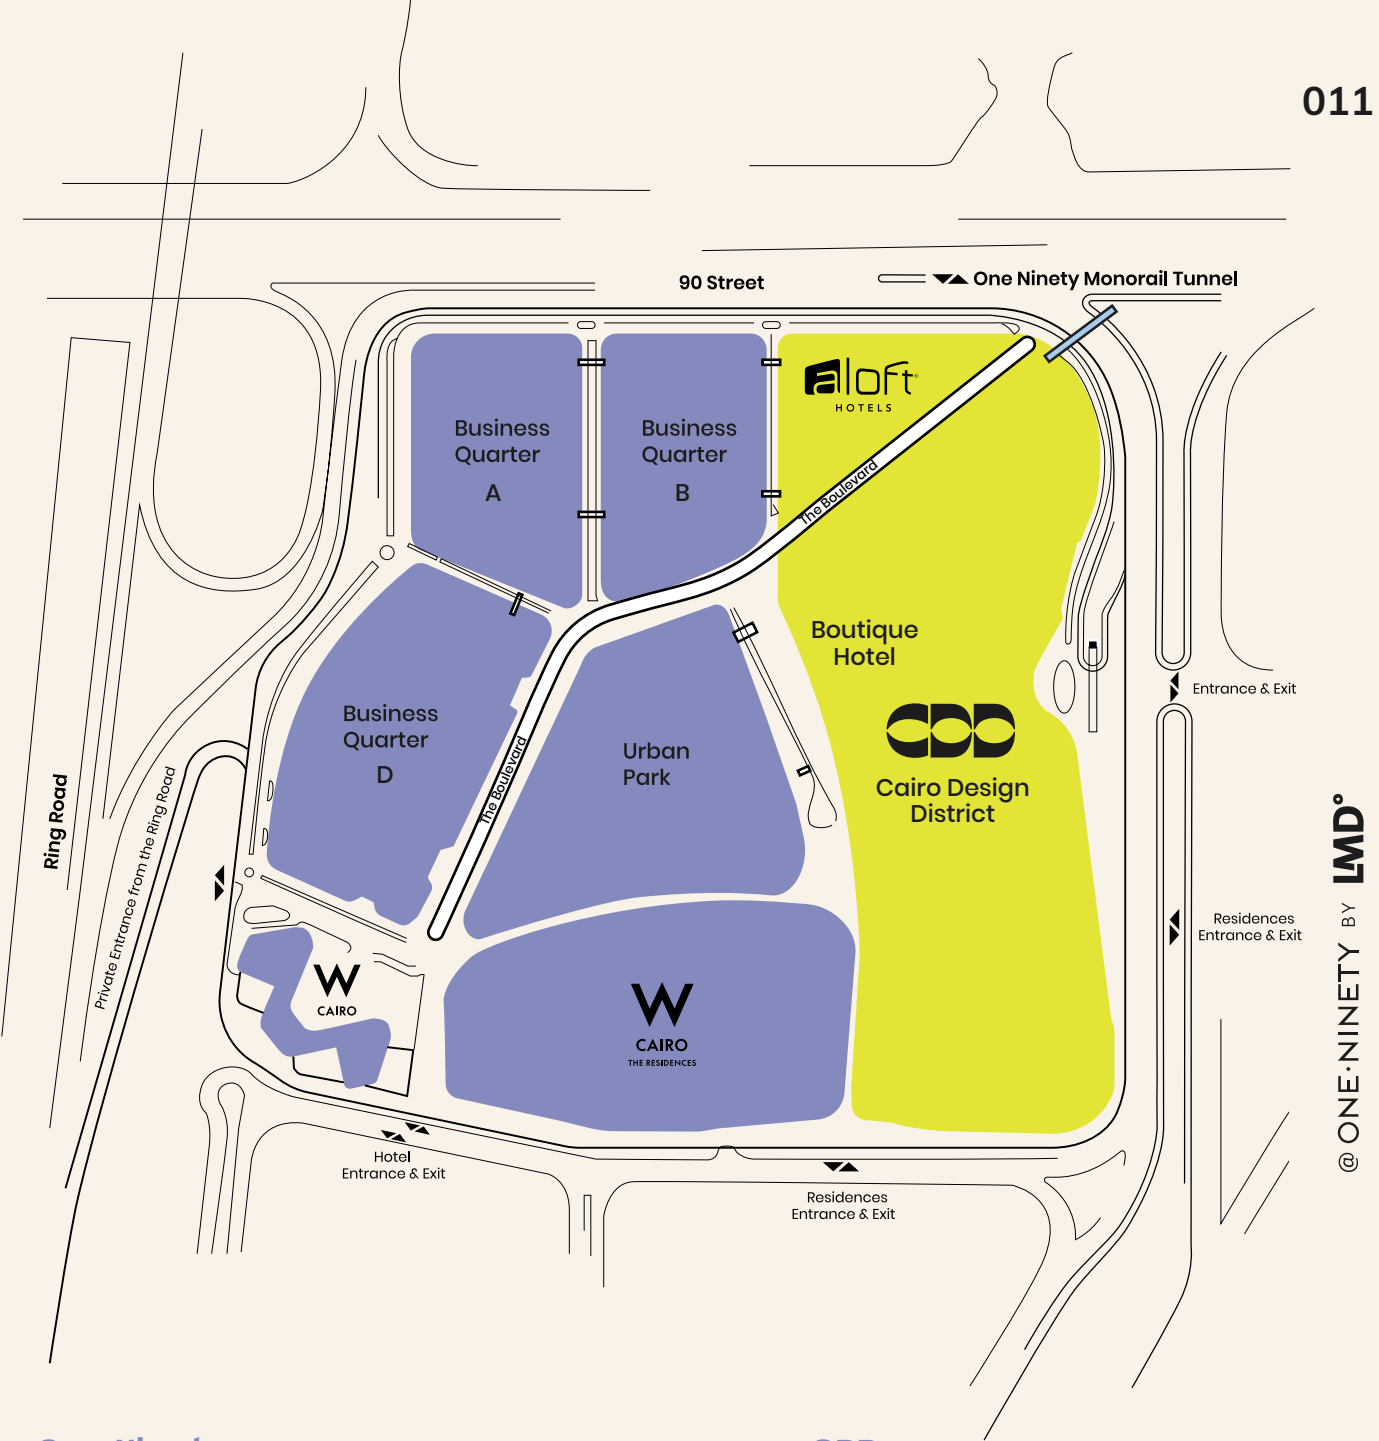 011
90 Street
One Ninety Monorail Tunnel
aloft
HOTELS
Business
Quarter
A
Business
Quarter
B
The Boulevard
Boutique
Hotel
Entrance & Exit
CDD
Cairo Design
District
Business
Quarter
D
Urban
Park
The Boulevard
Ring Road
Private Entrance from the Ring Road
Residences
Entrance & Exit
W
CAIRO
W
CAIRO
THE RESIDENCES
Hotel
Entrance & Exit
Residences
Entrance & Exit
@ ONE·NINETY BY LMD°